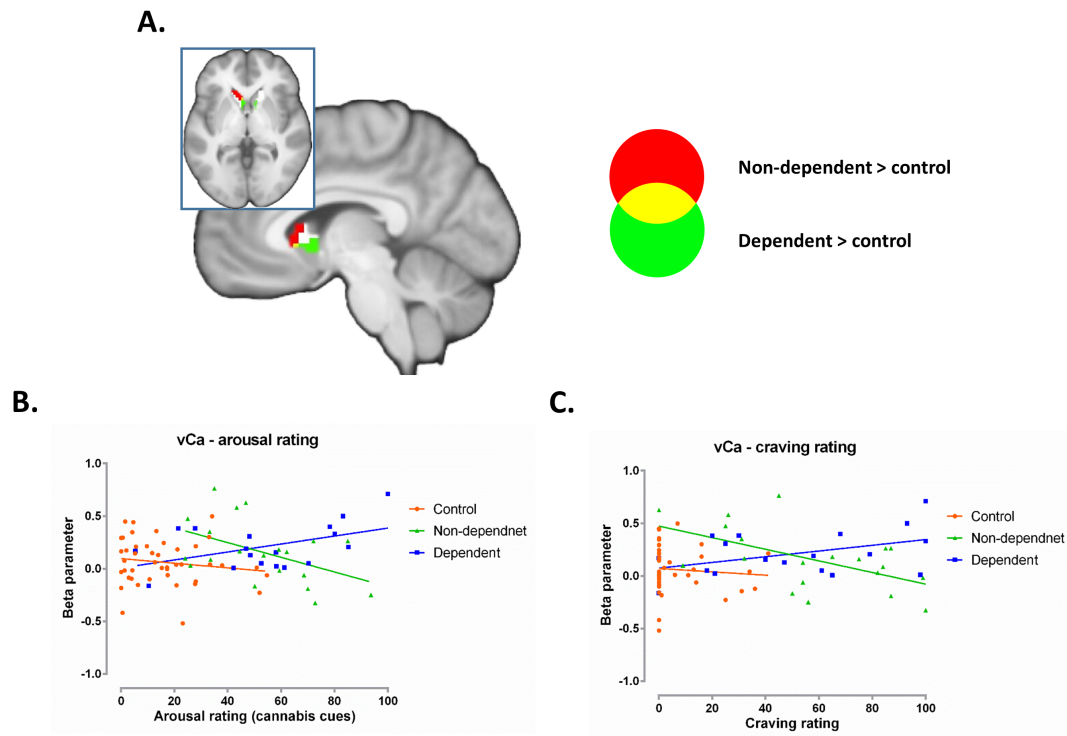 A.
Non-dependent > control
Dependent > control
B.
vCa - arousal rating
1.0
0.5
0.0
-0.5
-1.0
Beta parameter
0 20 40 60 80 100
Arousal rating (cannabis cues)
Control
Non-dependnet
Dependent
C.
vCa - craving rating
1.0
0.5
0.0
-0.5
-1.0
Beta parameter
0 20 40 60 80 100
Craving rating
Control
Non-dependnet
Dependent